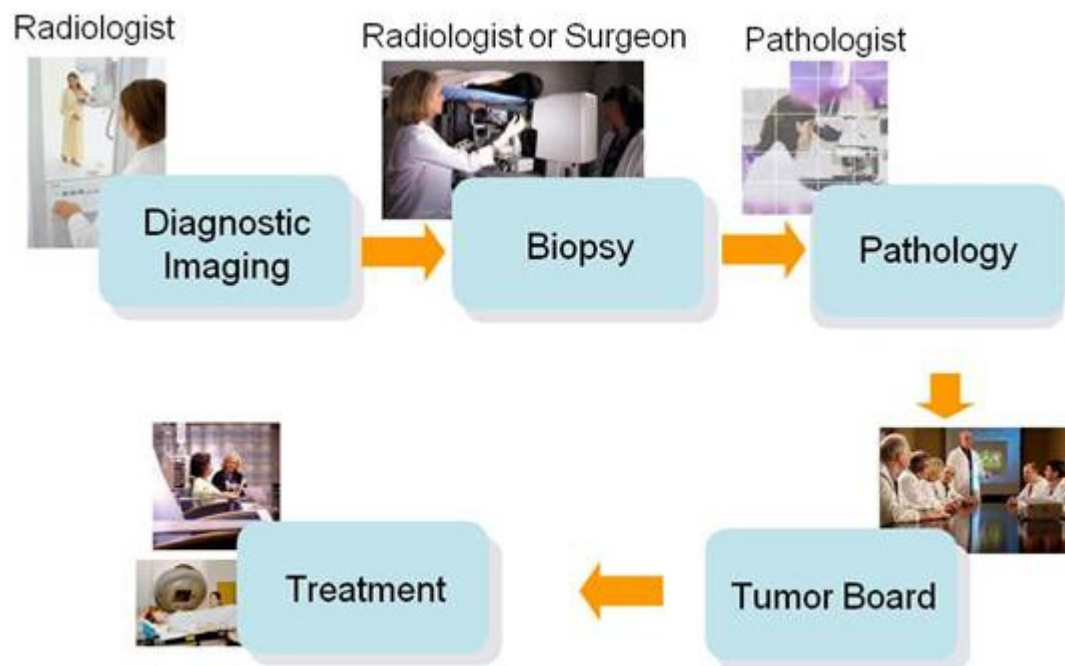 Radiologist
Radiologist or Surgeon
Pathologist
Diagnostic
Imaging
Biopsy
Pathology
Tumor Board
Treatment